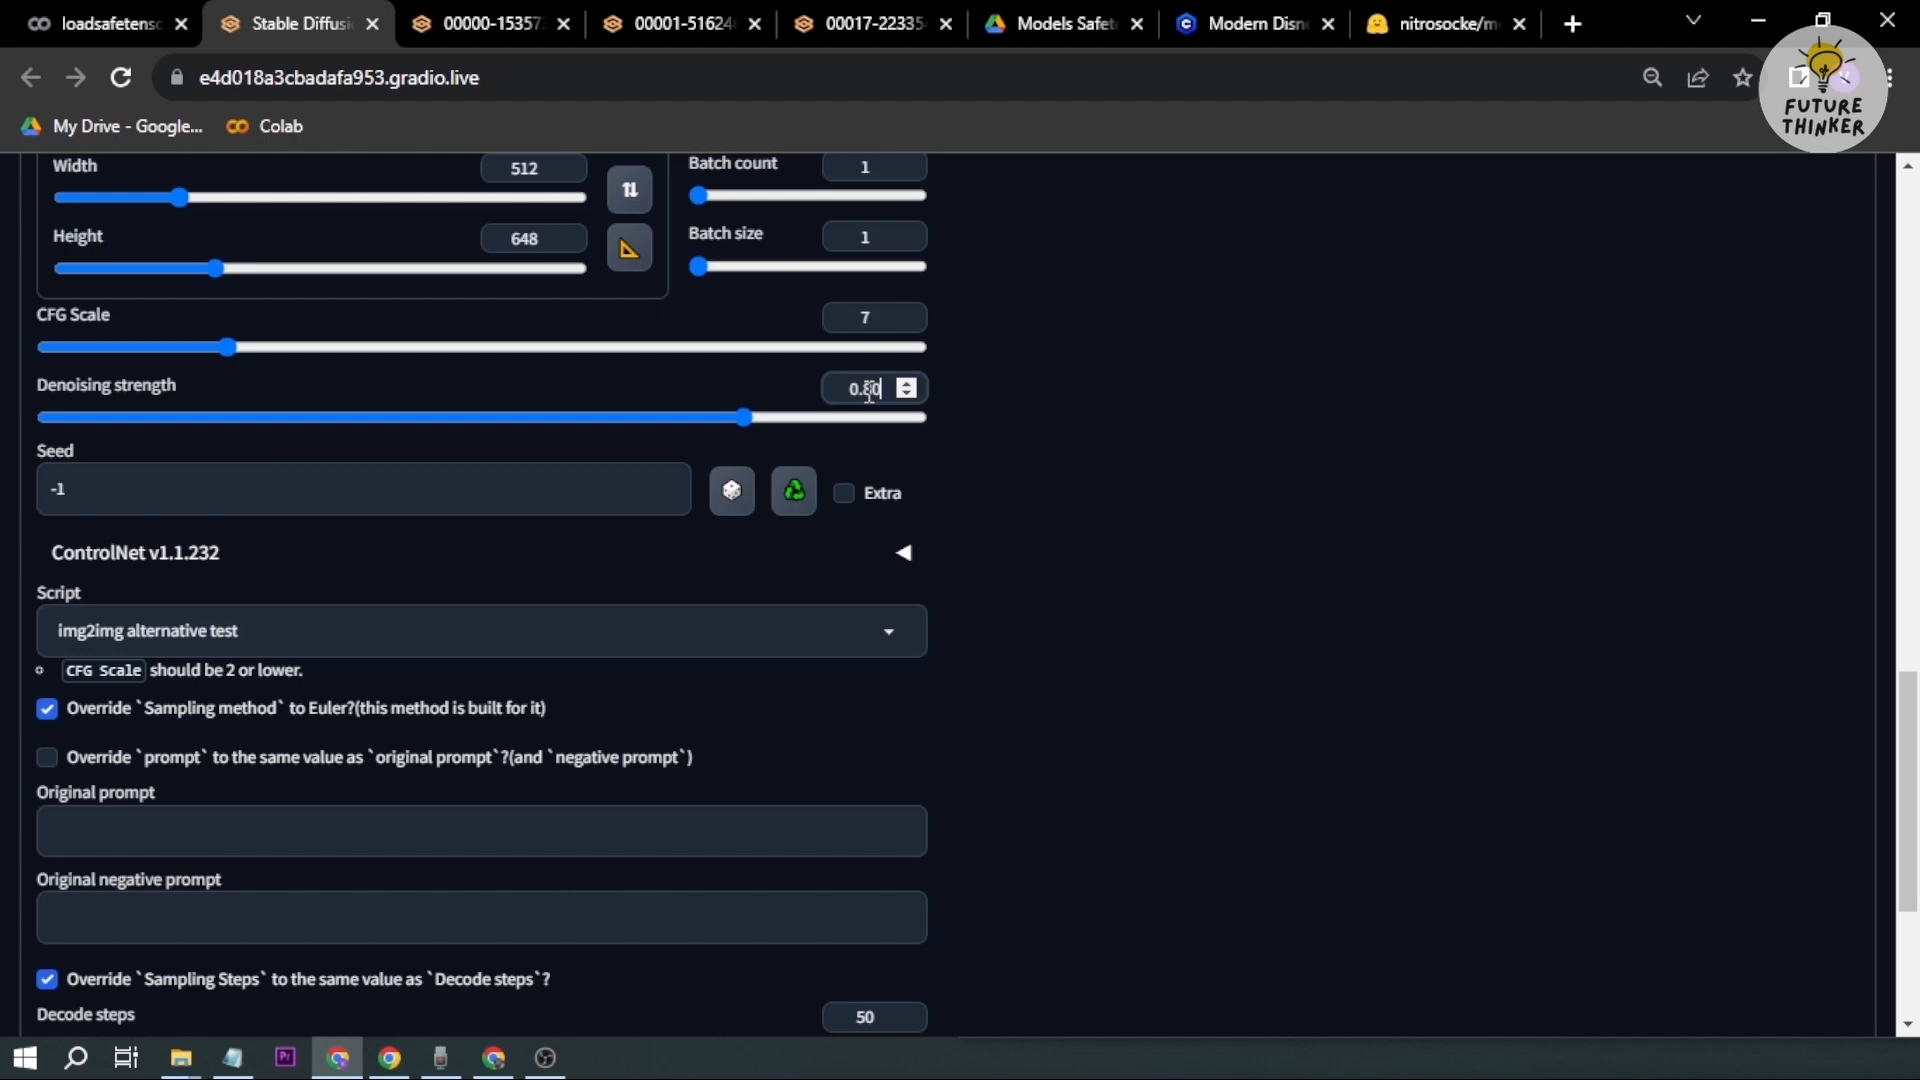 loadsafetens
Stable Diffusi
00000-15357
00001-51624
00017-22335
Models Safet
Modern Disn
nitrosocke/m
e4d018a3cbadafa953.gradio.live
FUTURE
THINKER
My Drive - Google...
Colab
Width
512
Batch count
1
Height
648
Batch size
1
CFG Scale
7
Denoising strength
0.80
Seed
-1
Extra
ControlNet v1.1.232
Script
img2img alternative test
CFG Scale should be 2 or lower.
Override `Sampling method` to Euler?(this method is built for it)
Override `prompt` to the same value as `original prompt`?(and `negative prompt`)
Original prompt
Original negative prompt
Override `Sampling Steps` to the same value as `Decode steps`?
Decode steps
50
Pr